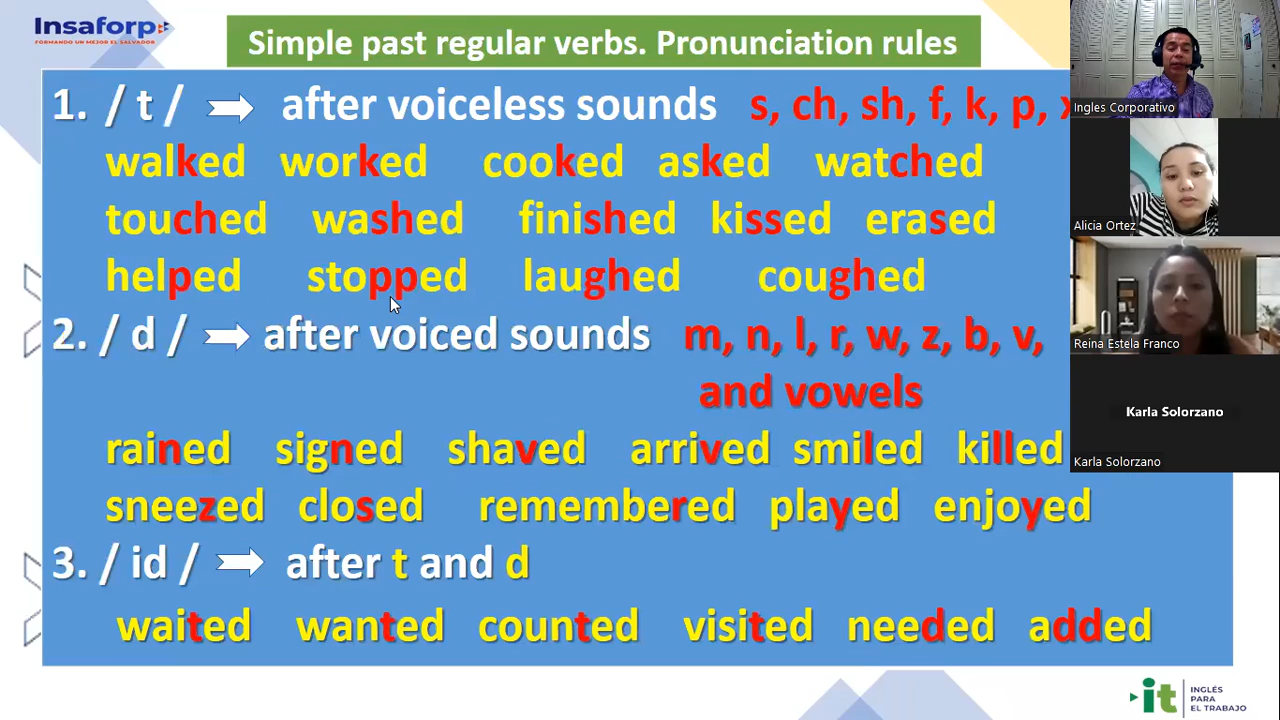 Insaforp
FORMANDO UN MEJOR EL SALVADOR
Simple past regular verbs. Pronunciation rules
1. / t / after voiceless sounds s, ch, sh, f, k, p, x
walked worked cooked asked watched
touched washed finished kissed erased
helped stopped laughed coughed
2. / d / after voiced sounds m, n, l, r, w, z, b, v,
and vowels
rained signed shaved arrived smiled killed
sneezed closed remembered played enjoyed
3. / id / after t and d
waited wanted counted visited needed added
Ingles Corporativo
Alicia Ortez
Reina Estela Franco
Karla Solorzano
Karla Solorzano
it INGLÉS
PARA
EL TRABAJO